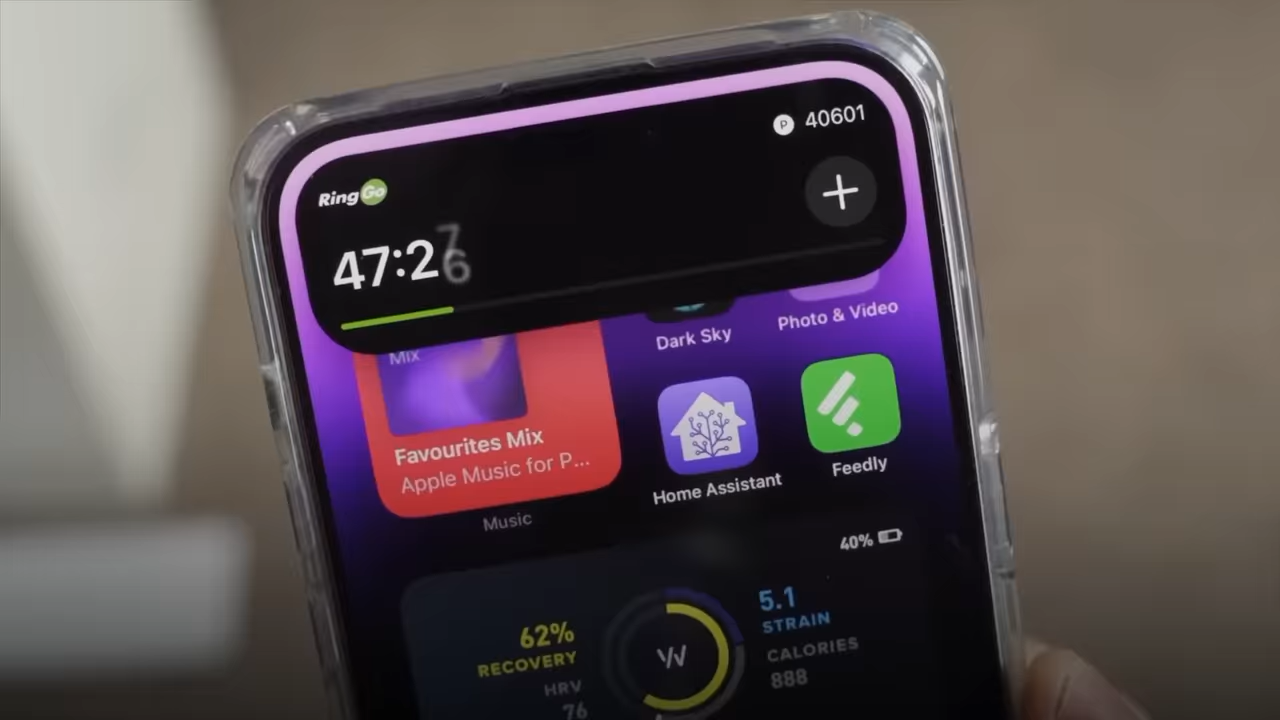 P 40601
RingGo
47:2
Mix
Favourites Mix
Apple Music for P...
Music
Dark Sky
Photo & Video
Home Assistant
Feedly
40%
62%
RECOVERY
HRV
76
W
5.1
STRAIN
CALORIES
888